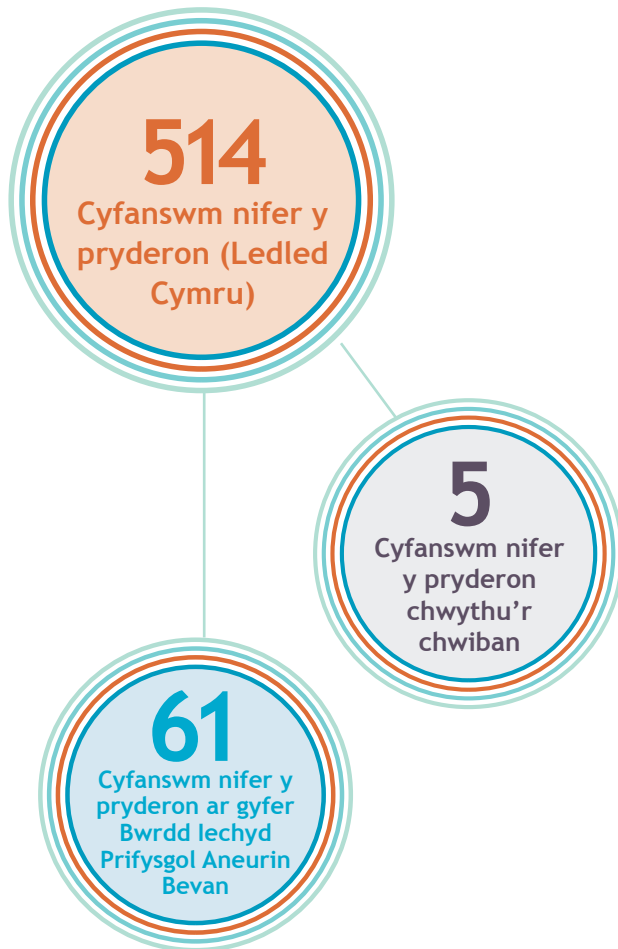 514
Cyfanswm nifer y
pryderon (Ledled
Cymru)
5
Cyfanswm nifer
y pryderon
chwythu’r
chwiban
61
Cyfanswm nifer y
pryderon ar gyfer
Bwrdd Iechyd
Prifysgol Aneurin
Bevan